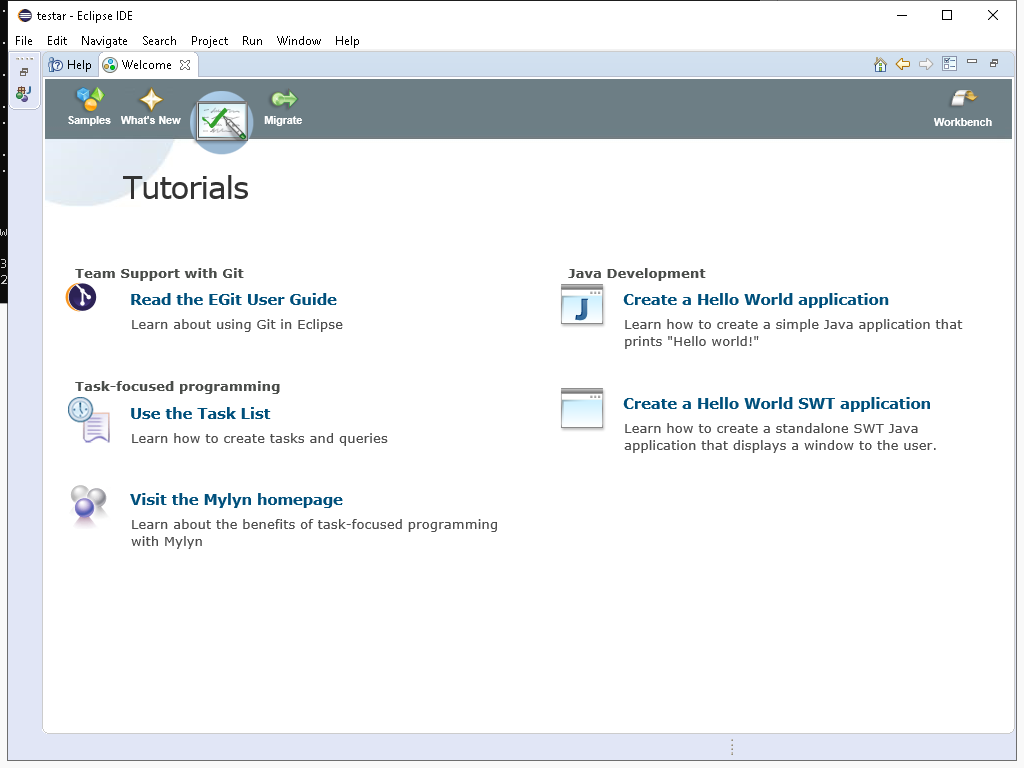 testar - Eclipse IDE
File Edit Navigate Search Project Run Window Help
Help Welcome
Samples What's New Migrate Workbench
Tutorials
Team Support with Git
Read the EGit User Guide
Learn about using Git in Eclipse
Task-focused programming
Use the Task List
Learn how to create tasks and queries
Visit the Mylyn homepage
Learn about the benefits of task-focused programming
with Mylyn
Java Development
Create a Hello World application
Learn how to create a simple Java application that
prints "Hello world!"
Create a Hello World SWT application
Learn how to create a standalone SWT Java
application that displays a window to the user.